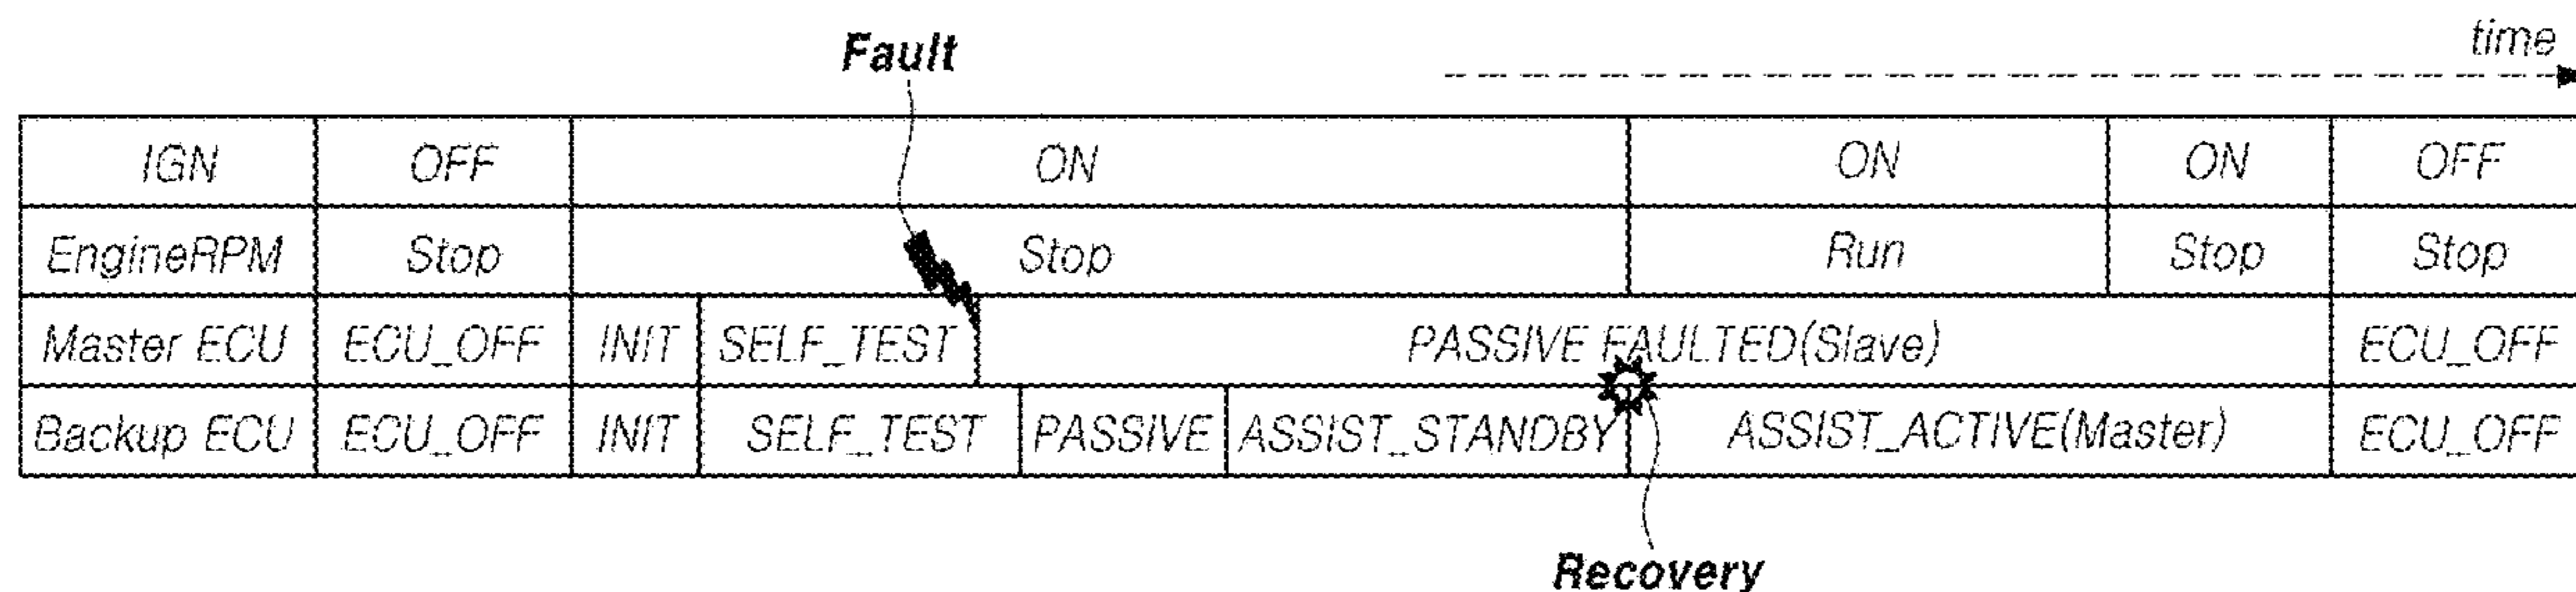 Fault
time
IGN OFF ON ON ON OFF
EngineRPM Stop Stop Run Stop Stop
Master ECU ECU_OFF INIT SELF_TEST PASSIVE FAULTED(Slave) ECU_OFF
Backup ECU ECU_OFF INIT SELF_TEST PASSIVE ASSIST_STANDBY ASSIST_ACTIVE(Master) ECU_OFF
Recovery